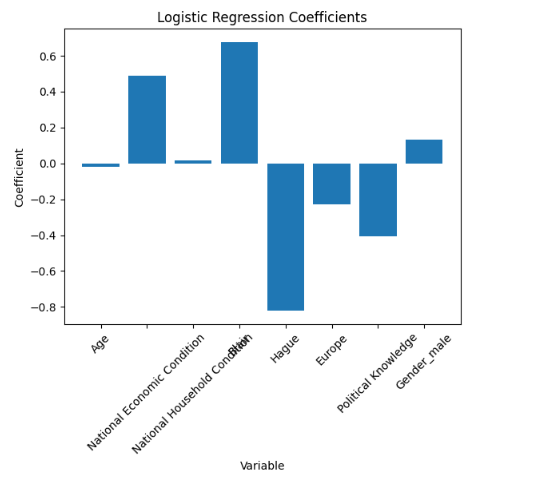 Logistic Regression Coefficients
0.6
0.4
0.2
0.0
−0.2
−0.4
−0.6
−0.8
Coefficient
Age
National Economic Condition
National Household Condition
Blair
Hague
Europe
Political Knowledge
Gender_male
Variable